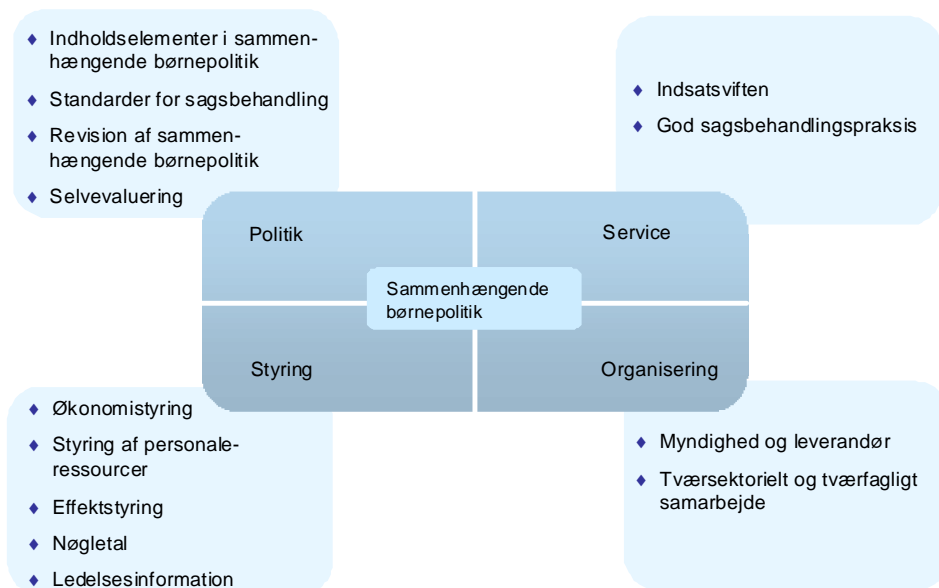 Indholdselementer i sammen-
hængende børnepolitik
Standarder for sagsbehandling
Revision af sammen-
hængende børnepolitik
Selvevaluering
Indsatsviften
God sagsbehandlingspraksis
Politik
Service
Sammenhængende
børnepolitik
Styring
Organisering
Økonomistyring
Styring af personale-
ressourcer
Effektstyring
Nøgletal
Ledelsesinformation
Myndighed og leverandør
Tværsektorielt og tværfagligt
samarbejde